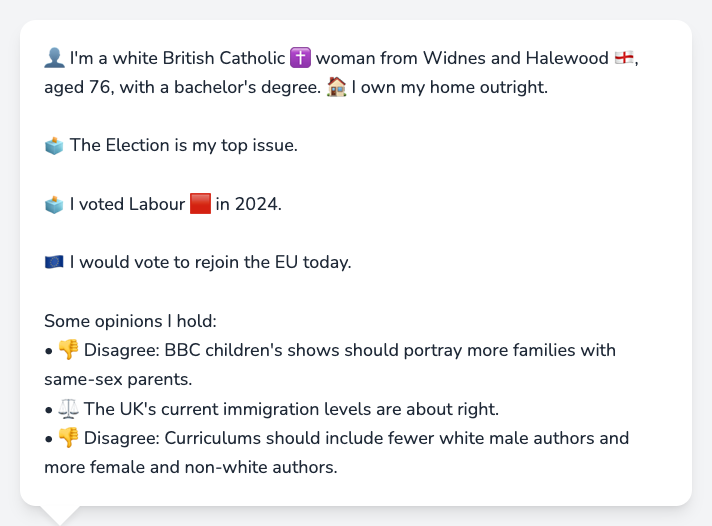 👤 I'm a white British Catholic ✝️ woman from Widnes and Halewood 🏴󠁧󠁢󠁥󠁮󠁧󠁿,
aged 76, with a bachelor's degree. 🏠 I own my home outright.
🗳️ The Election is my top issue.
🗳️ I voted Labour 🟥 in 2024.
🇪🇺 I would vote to rejoin the EU today.
Some opinions I hold:
• 👎 Disagree: BBC children's shows should portray more families with
same-sex parents.
• ⚖️ The UK's current immigration levels are about right.
• 👎 Disagree: Curriculums should include fewer white male authors and
more female and non-white authors.